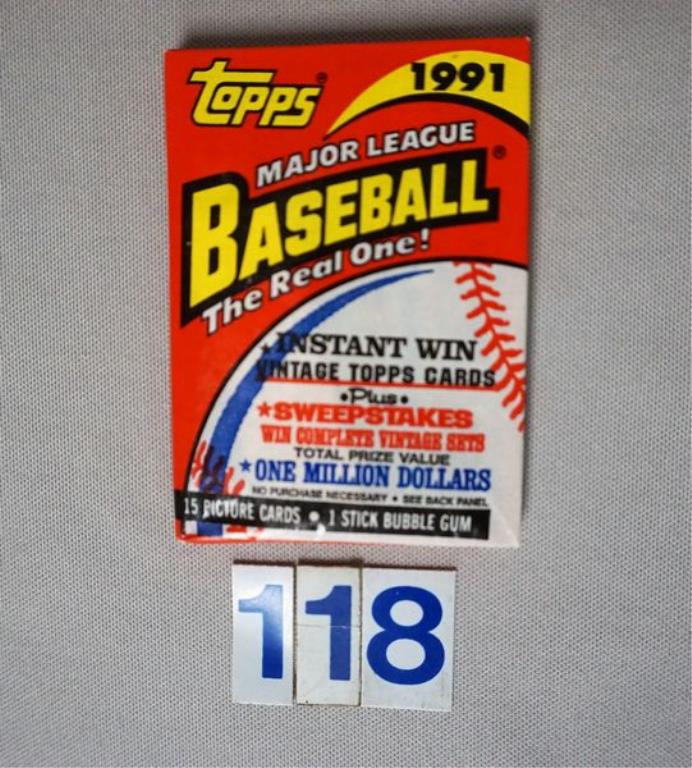 Topps®
1991
MAJOR LEAGUE
BASEBALL®
The Real One!
★INSTANT WIN
VINTAGE TOPPS CARDS
•Plus•
★SWEEPSTAKES
WIN COMPLETE VINTAGE SETS
TOTAL PRIZE VALUE
★ONE MILLION DOLLARS
NO PURCHASE NECESSARY • SEE BACK PANEL
15 PICTURE CARDS • 1 STICK BUBBLE GUM
118